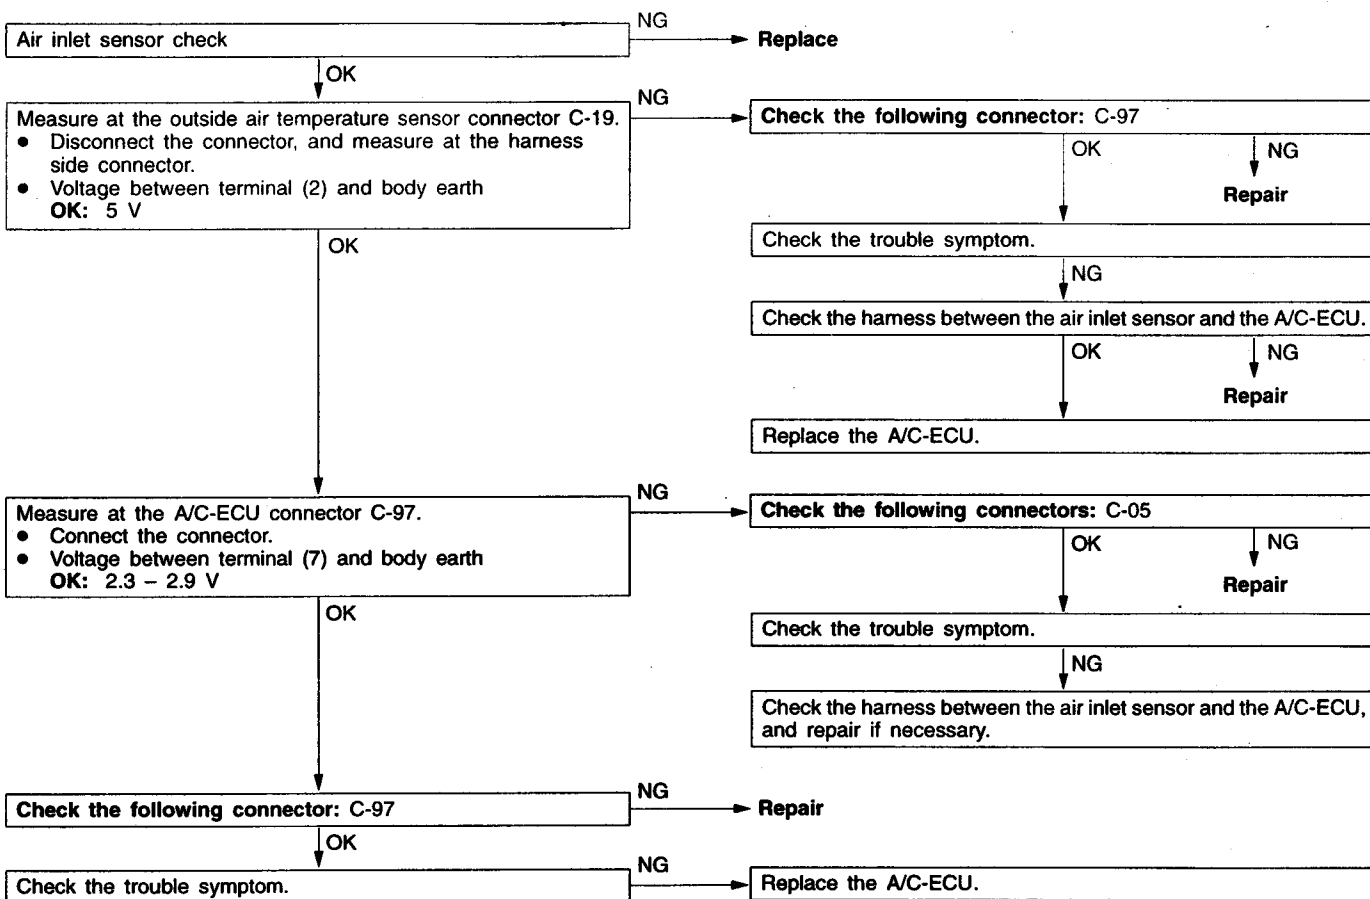 Air inlet sensor check
NG
Replace
OK
Measure at the outside air temperature sensor connector C-19.
● Disconnect the connector, and measure at the harness
side connector.
● Voltage between terminal (2) and body earth
OK: 5 V
NG
Check the following connector: C-97
OK
NG
Repair
Check the trouble symptom.
NG
Check the harness between the air inlet sensor and the A/C-ECU.
OK
NG
Repair
Replace the A/C-ECU.
OK
Measure at the A/C-ECU connector C-97.
● Connect the connector.
● Voltage between terminal (7) and body earth
OK: 2.3 – 2.9 V
NG
Check the following connectors: C-05
OK
NG
Repair
Check the trouble symptom.
NG
Check the harness between the air inlet sensor and the A/C-ECU,
and repair if necessary.
OK
Check the following connector: C-97
NG
Repair
OK
Check the trouble symptom.
NG
Replace the A/C-ECU.